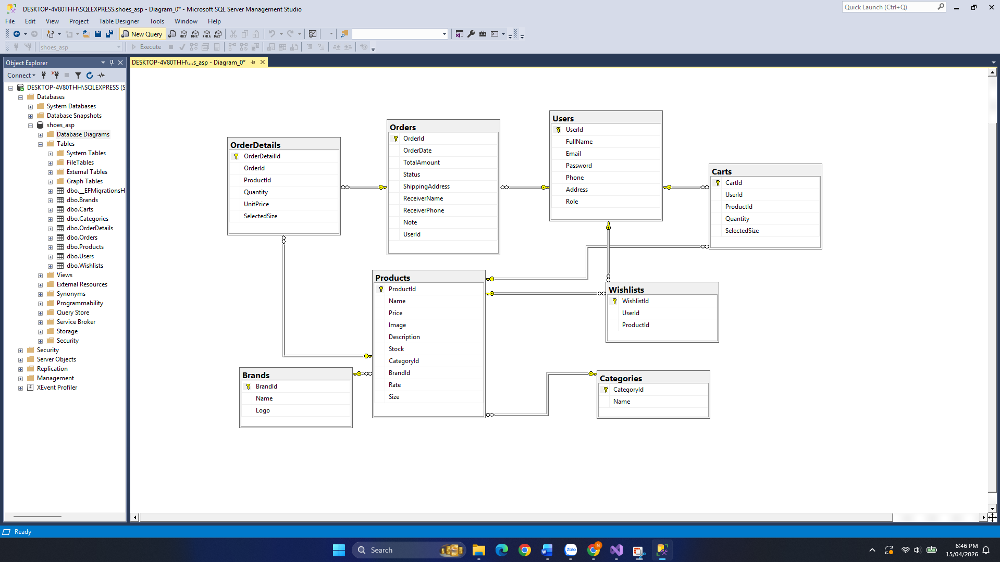 DESKTOP-4V80THH\SQLEXPRESS.shoes_asp - Diagram_0* - Microsoft SQL Server Management Studio
Quick Launch (Ctrl+Q)
File Edit View Project Table Designer Tools Window Help
New Query
MDX DMX XMLA DAX
shoes_asp
Execute
Object Explorer
DESKTOP-4V80THH\...s_asp - Diagram_0*
Connect
DESKTOP-4V80THH\SQLEXPRESS (S
Databases
System Databases
Database Snapshots
shoes_asp
Database Diagrams
Tables
System Tables
FileTables
External Tables
Graph Tables
dbo.__EFMigrationsH
dbo.Brands
dbo.Carts
dbo.Categories
dbo.OrderDetails
dbo.Orders
dbo.Products
dbo.Users
dbo.Wishlists
Views
External Resources
Synonyms
Programmability
Query Store
Service Broker
Storage
Security
Security
Server Objects
Replication
Management
XEvent Profiler
OrderDetails
OrderDetailId
OrderId
ProductId
Quantity
UnitPrice
SelectedSize
Orders
OrderId
OrderDate
TotalAmount
Status
ShippingAddress
ReceiverName
ReceiverPhone
Note
UserId
Users
UserId
FullName
Email
Password
Phone
Address
Role
Carts
CartId
UserId
ProductId
Quantity
SelectedSize
Products
ProductId
Name
Price
Image
Description
Stock
CategoryId
BrandId
Rate
Size
Wishlists
WishlistId
UserId
ProductId
Brands
BrandId
Name
Logo
Categories
CategoryId
Name
Ready
Search
Zalo
N
6:46 PM
15/04/2026